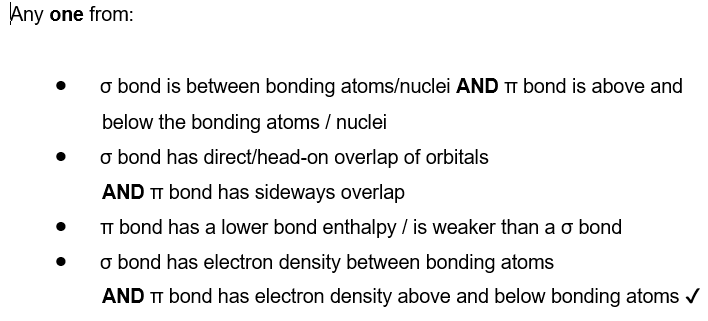 Any one from:
• σ bond is between bonding atoms/nuclei AND π bond is above and
below the bonding atoms / nuclei
• σ bond has direct/head-on overlap of orbitals
AND π bond has sideways overlap
• π bond has a lower bond enthalpy / is weaker than a σ bond
• σ bond has electron density between bonding atoms
AND π bond has electron density above and below bonding atoms ✓